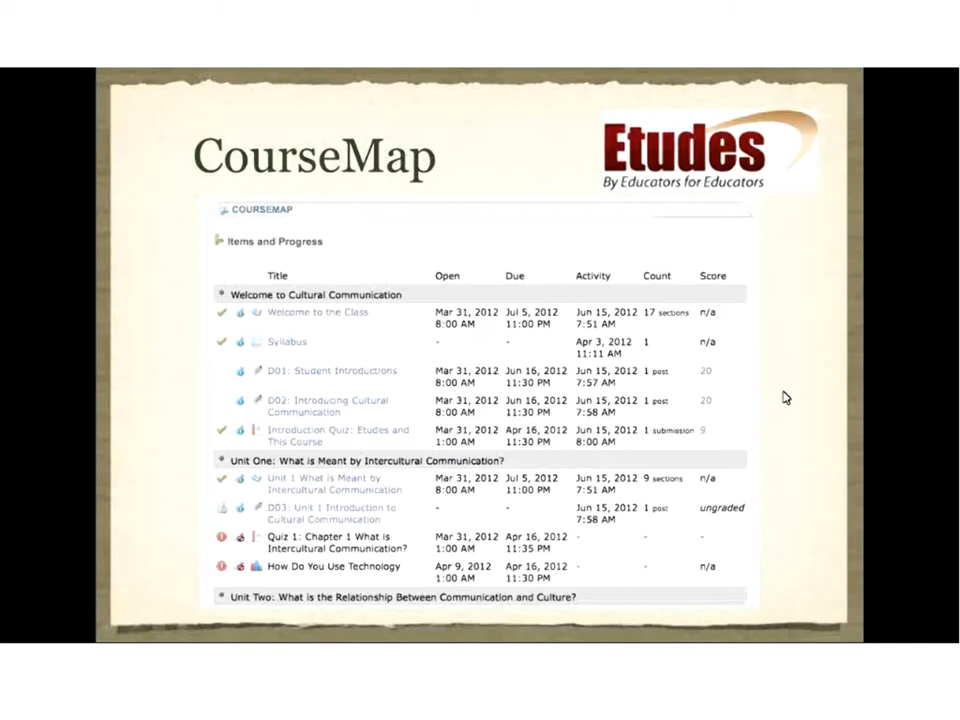 CourseMap
Etudes
By Educators for Educators
COURSEMAP
Items and Progress
Title Open Due Activity Count Score
Welcome to Cultural Communication
Welcome to the Class Mar 31, 2012 Jul 5, 2012 Jun 15, 2012 17 sections n/a
8:00 AM 11:00 PM 7:51 AM
Syllabus - - Apr 3, 2012 1 n/a
11:11 AM
D01: Student Introductions Mar 31, 2012 Jun 16, 2012 Jun 15, 2012 1 post 20
8:00 AM 11:30 PM 7:57 AM
D02: Introducing Cultural Mar 31, 2012 Jun 16, 2012 Jun 15, 2012 1 post 20
Communication 8:00 AM 11:30 PM 7:58 AM
Introduction Quiz: Etudes and Mar 31, 2012 Apr 16, 2012 Jun 15, 2012 1 submission 9
This Course 1:00 AM 11:30 PM 8:00 AM
Unit One: What is Meant by Intercultural Communication?
Unit 1 What is Meant by Mar 31, 2012 Jul 5, 2012 Jun 15, 2012 9 sections n/a
Intercultural Communication 8:00 AM 11:00 PM 7:51 AM
D03: Unit 1 Introduction to - - Jun 15, 2012 1 post ungraded
Cultural Communication 7:58 AM
Quiz 1: Chapter 1 What is Mar 31, 2012 Apr 16, 2012 - - -
Intercultural Communication? 1:00 AM 11:35 PM
How Do You Use Technology Apr 9, 2012 Apr 16, 2012 - - n/a
1:00 AM 11:30 PM
Unit Two: What is the Relationship Between Communication and Culture?